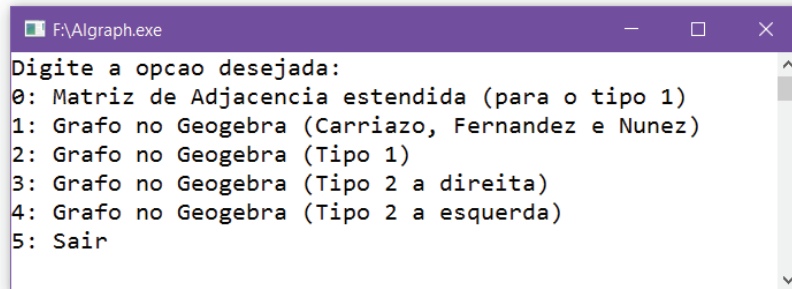 F:\Algraph.exe
Digite a opcao desejada:
0: Matriz de Adjacencia estendida (para o tipo 1)
1: Grafo no Geogebra (Carriazo, Fernandez e Nunez)
2: Grafo no Geogebra (Tipo 1)
3: Grafo no Geogebra (Tipo 2 a direita)
4: Grafo no Geogebra (Tipo 2 a esquerda)
5: Sair